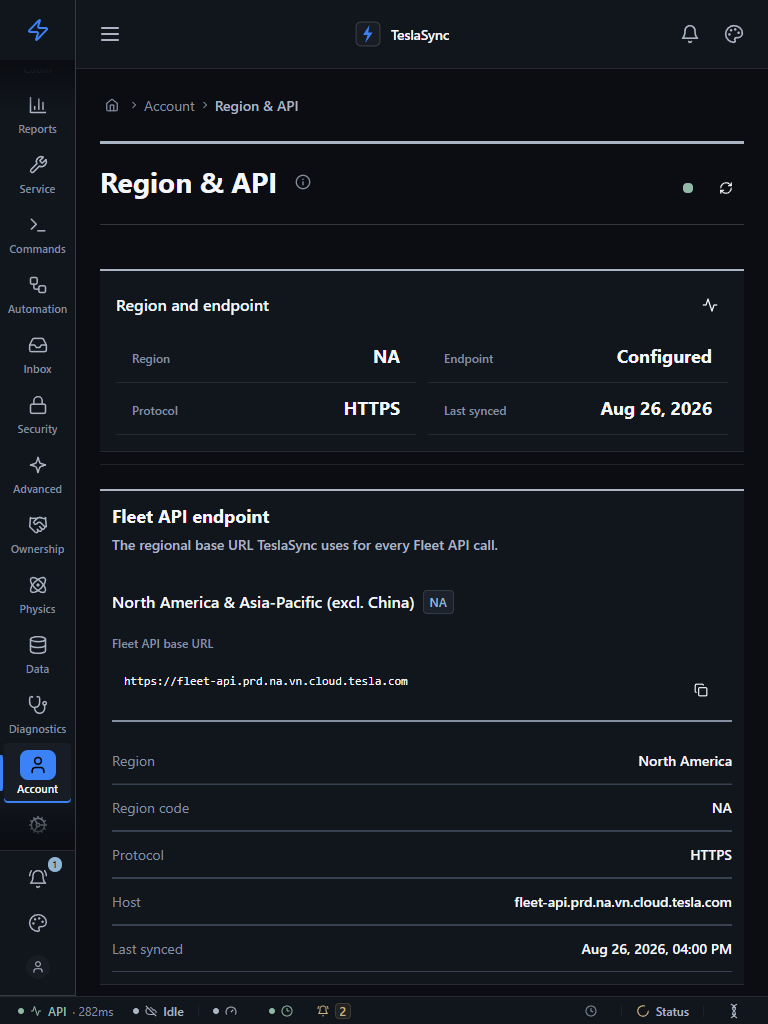 TeslaSync
Account
Region & API
Region & API
Reports
Service
Commands
Automation
Inbox
Security
Advanced
Ownership
Physics
Data
Diagnostics
Account
1
Region and endpoint
Region NA
Endpoint Configured
Protocol HTTPS
Last synced Aug 26, 2026
Fleet API endpoint
The regional base URL TeslaSync uses for every Fleet API call.
North America & Asia-Pacific (excl. China) NA
Fleet API base URL
https://fleet-api.prd.na.vn.cloud.tesla.com
Region North America
Region code NA
Protocol HTTPS
Host fleet-api.prd.na.vn.cloud.tesla.com
Last synced Aug 26, 2026, 04:00 PM
API · 282ms Idle 2 Status